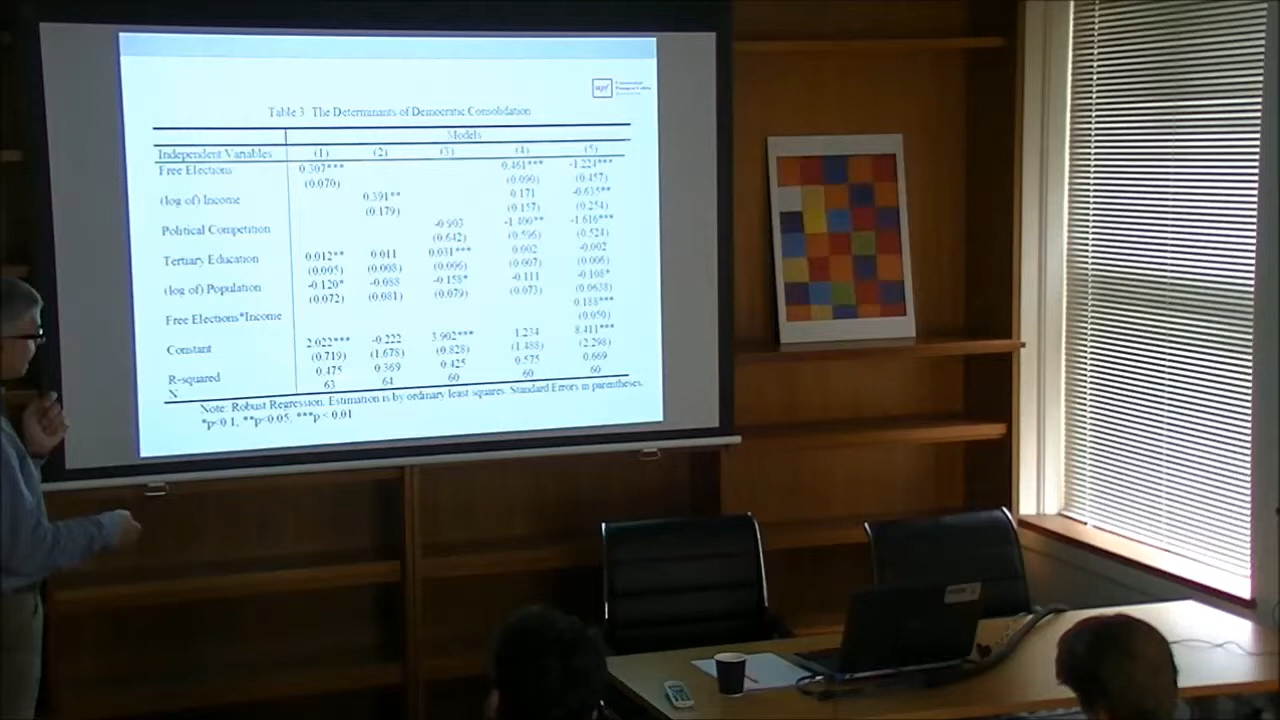 upf
Universitat
Pompeu Fabra
Table 3 The Determinants of Democratic Consolidation
Models
Independent Variables (1) (2) (3) (4) (5)
Free Elections 0.307*** 0.461*** -1.221***
(0.070) (0.090) (0.457)
(log of) Income 0.391** 0.171 -0.635**
(0.179) (0.157) (0.254)
Political Competition -0.903 -1.400** -1.616***
(0.642) (0.596) (0.524)
Tertiary Education 0.012** 0.011 0.031*** 0.002 -0.002
(0.005) (0.008) (0.006) (0.007) (0.006)
(log of) Population -0.120* -0.088 -0.158* -0.111 -0.108*
(0.072) (0.081) (0.079) (0.073) (0.0638)
Free Elections*Income 0.188***
(0.050)
Constant 2.022*** -0.222 3.902*** 1.234 8.411***
(0.719) (1.678) (0.828) (1.488) (2.298)
R-squared 0.475 0.369 0.425 0.575 0.669
N 63 64 60 60 60
Note: Robust Regression. Estimation is by ordinary least squares. Standard Errors in parentheses.
*p<0.1, **p<0.05, ***p < 0.01